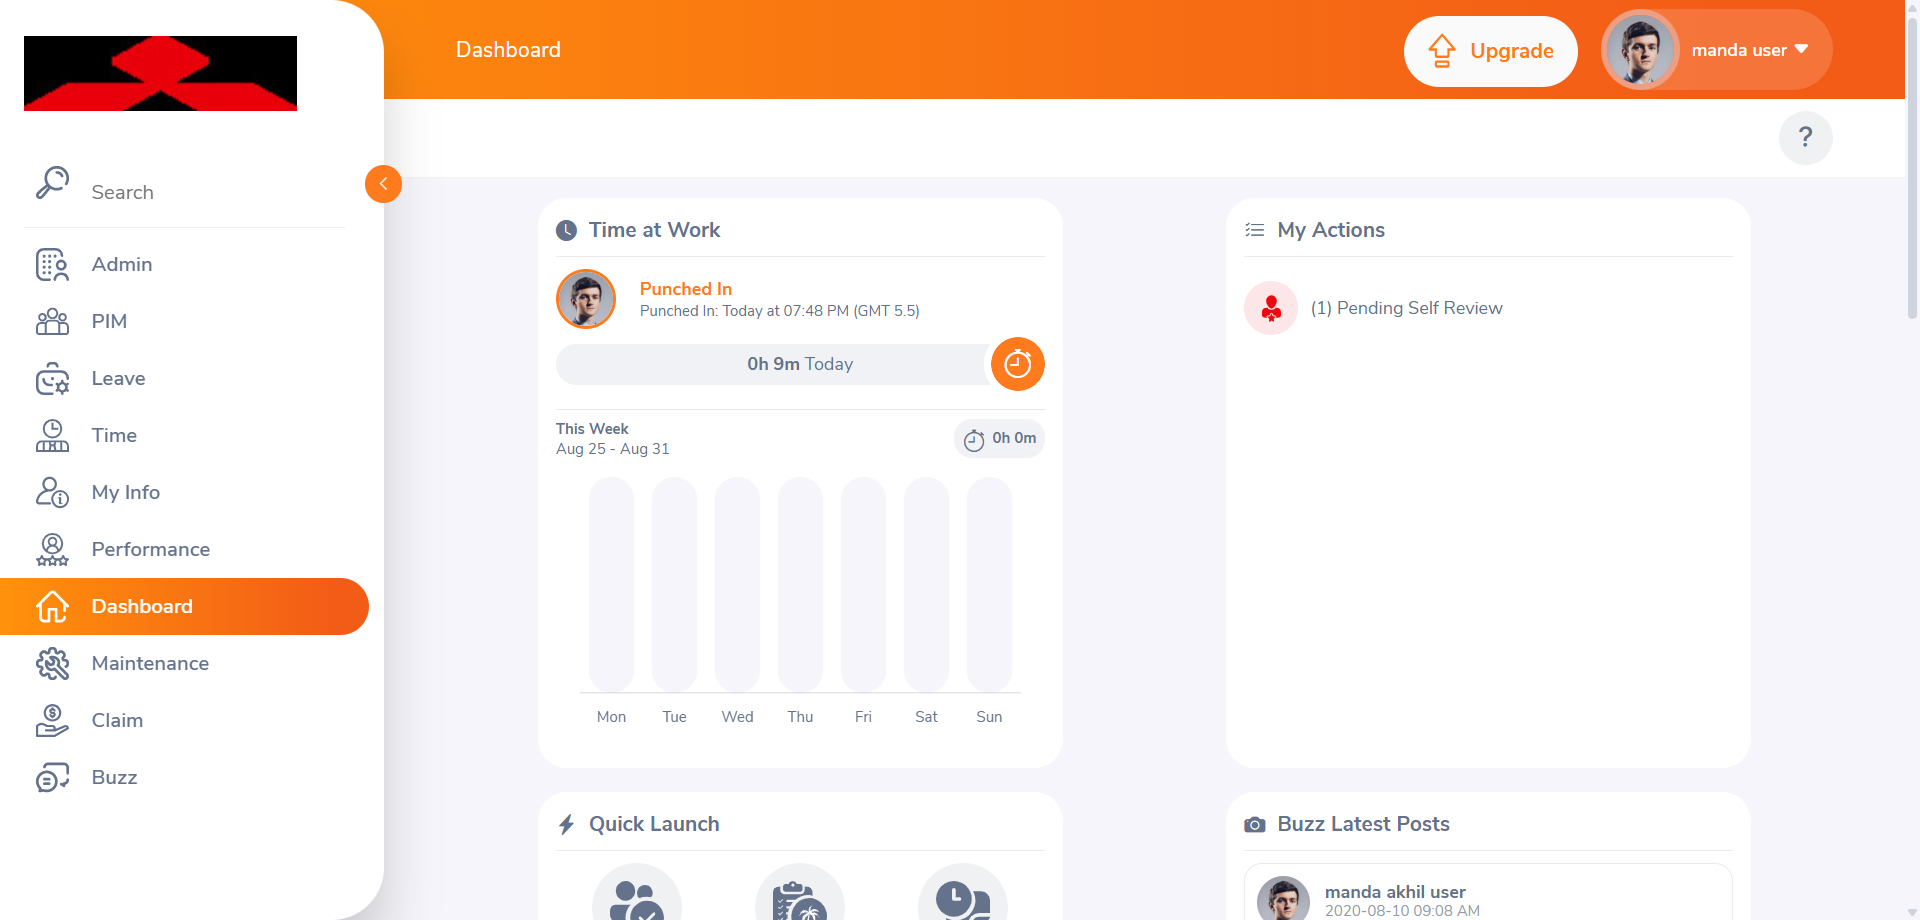 Dashboard
Upgrade
manda user
?
Search
Admin
PIM
Leave
Time
My Info
Performance
Dashboard
Maintenance
Claim
Buzz
Time at Work
Punched In
Punched In: Today at 07:48 PM (GMT 5.5)
0h 9m Today
This Week
Aug 25 - Aug 31
0h 0m
Mon Tue Wed Thu Fri Sat Sun
My Actions
(1) Pending Self Review
Quick Launch
Buzz Latest Posts
manda akhil user
2020-08-10 09:08 AM